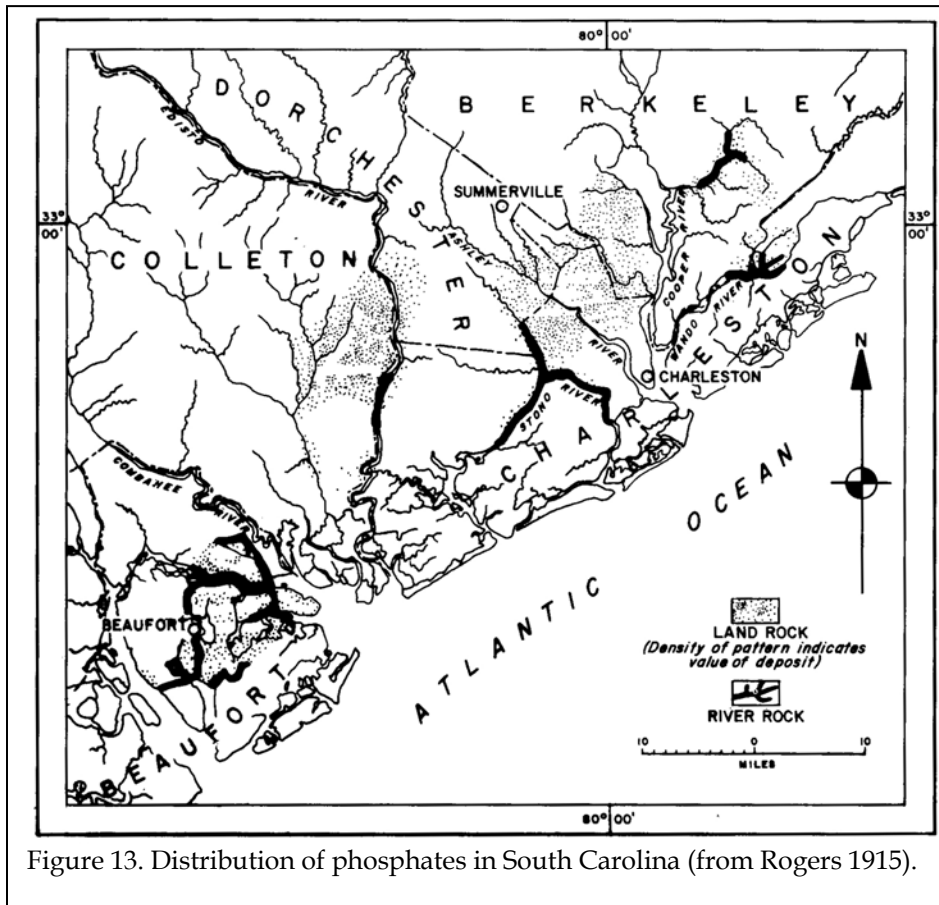 80° 00'
DORCHESTER
BERKELEY
EDISTO
RIVER
SUMMERVILLE
33°
00'
33°
00'
COLLETON
ASHLEY
RIVER
COOPER
RIVER
WANDO
RIVER
CHARLESTON
CHARLESTON
STONO
RIVER
N
COMBAHEE
RIVER
BEAUFORT
BEAUFORT
ATLANTIC OCEAN
LAND ROCK
(Density of pattern indicates
value of deposit)
RIVER ROCK
10 0 10
MILES
80° 00'
Figure 13. Distribution of phosphates in South Carolina (from Rogers 1915).